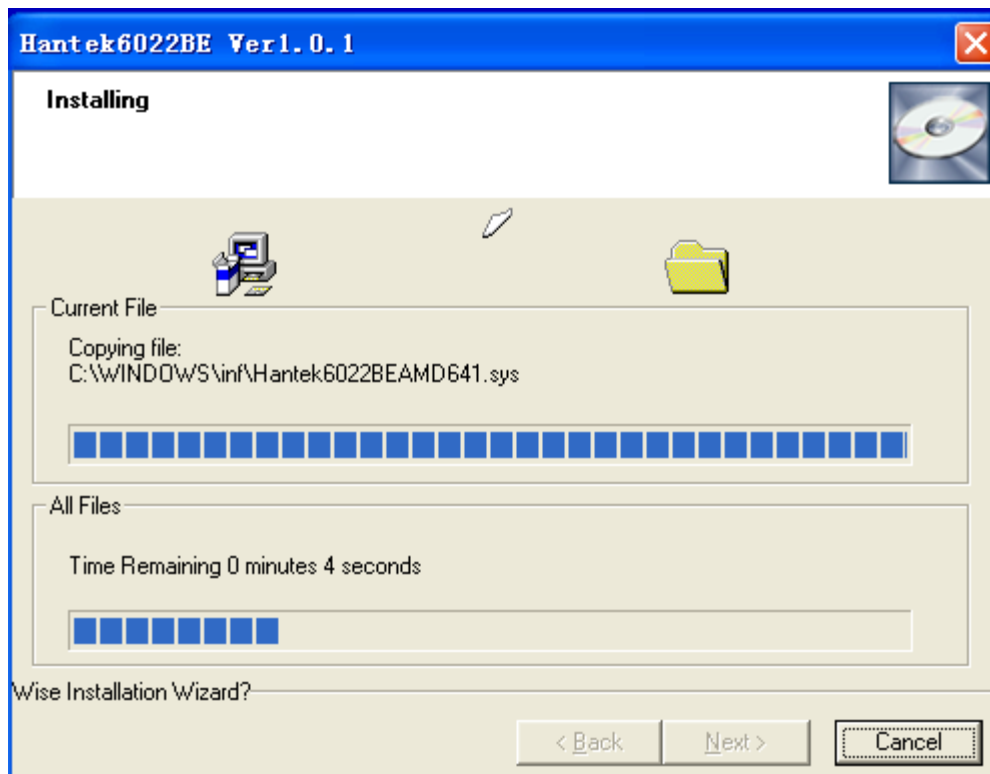 Hantek6022BE Ver1.0.1
Installing
Current File
Copying file:
C:\WINDOWS\inf\Hantek6022BEAMD641.sys
All Files
Time Remaining 0 minutes 4 seconds
Wise Installation Wizard?
< Back
Next >
Cancel